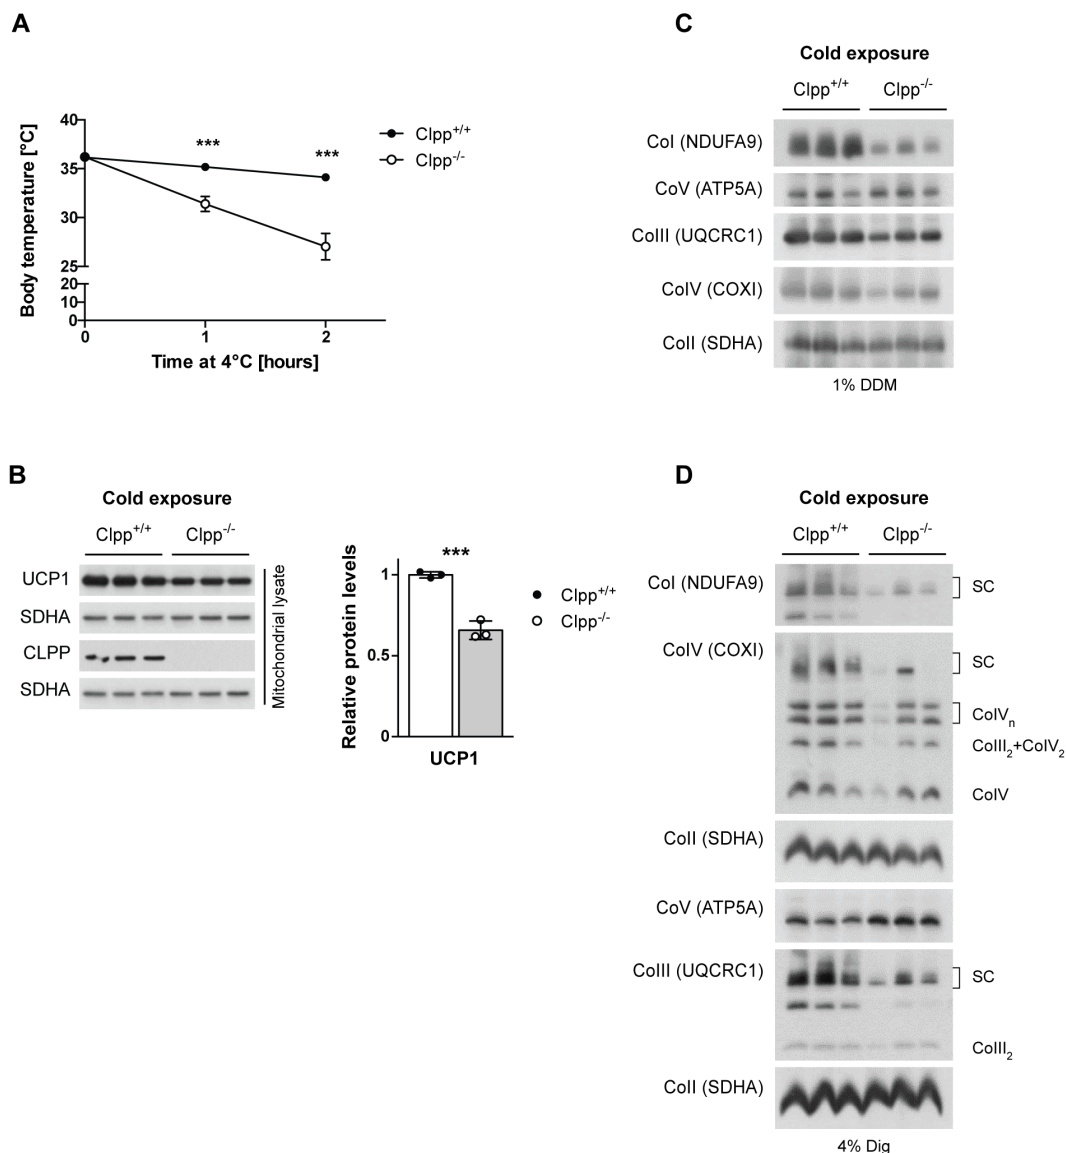 A
40
35
30
25
20
10
0
Body temperature [°C]
***
***
0 1 2
Time at 4°C [hours]
Clpp+/+
Clpp-/-
B
Cold exposure
Clpp+/+ Clpp-/-
UCP1
SDHA
CLPP
SDHA
Mitochondrial lysate
Relative protein levels
1
0.5
0
***
UCP1
Clpp+/+
Clpp-/-
C
Cold exposure
Clpp+/+ Clpp-/-
CoI (NDUFA9)
CoV (ATP5A)
CoIII (UQCRC1)
CoIV (COXI)
CoII (SDHA)
1% DDM
D
Cold exposure
Clpp+/+ Clpp-/-
CoI (NDUFA9) SC
CoIV (COXI) SC
CoIVn
CoIII2+CoIV2
CoIV
CoII (SDHA)
CoV (ATP5A)
CoIII (UQCRC1) SC
CoIII2
CoII (SDHA)
4% Dig